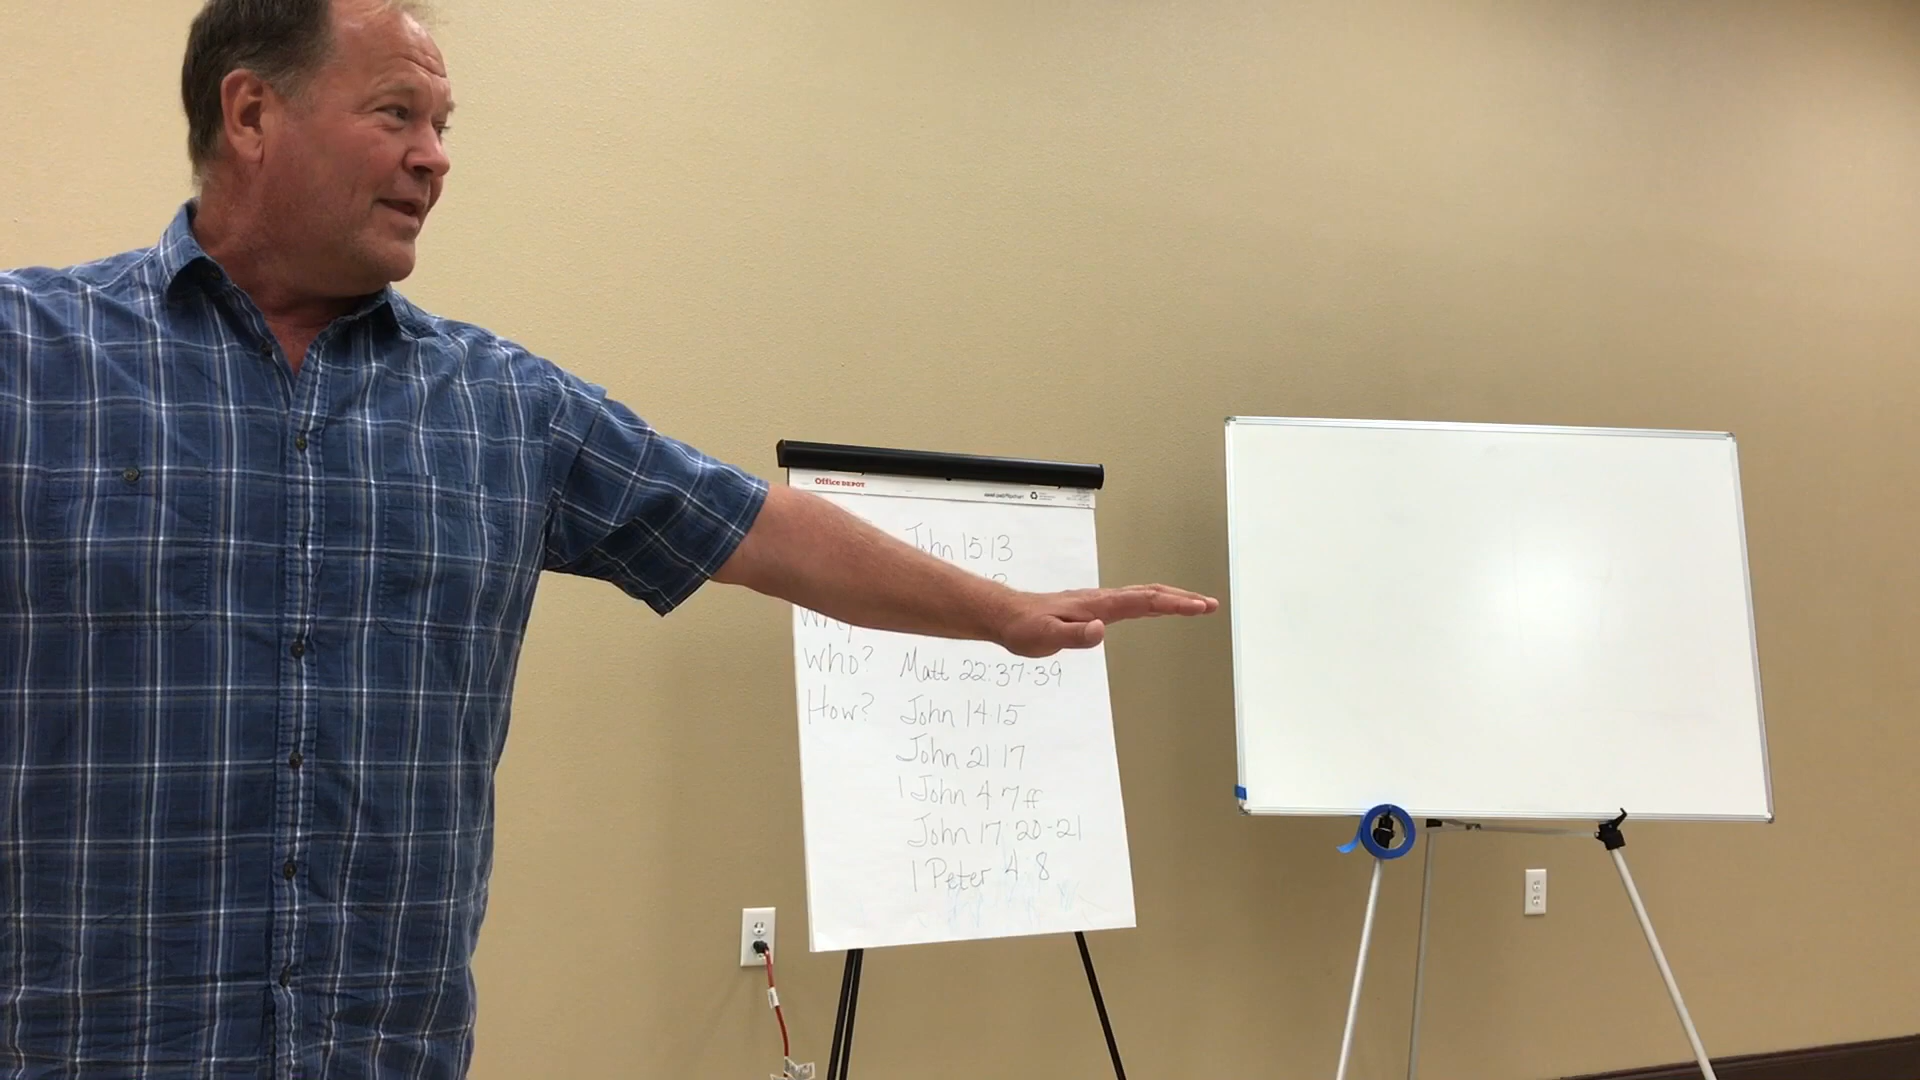 Office DEPOT
John 15:13
Who? Matt 22:37-39
How? John 14:15
John 21 17
1 John 4 7ff
John 17 20-21
1 Peter 4:8